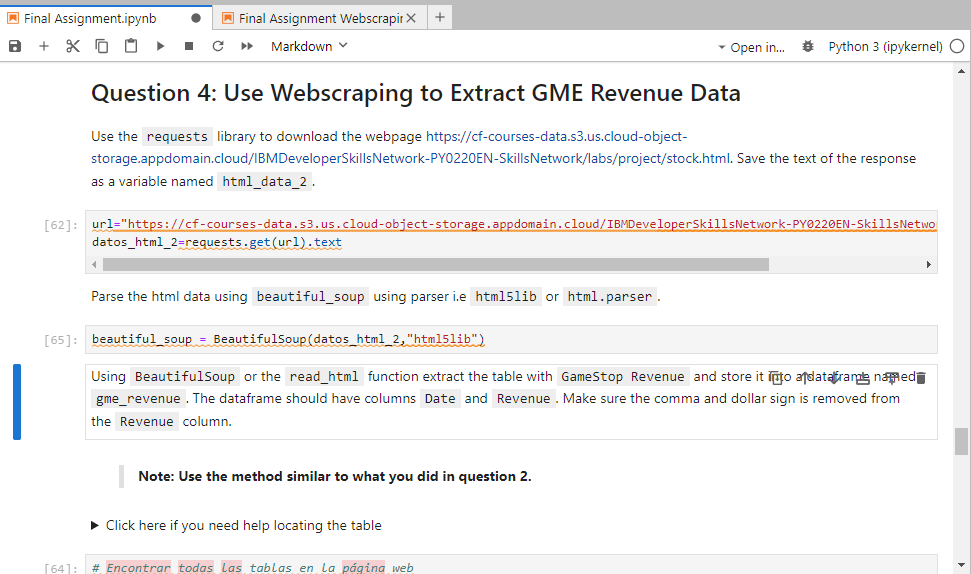 Final Assignment.ipynb
Final Assignment Webscrapin
Markdown
Open in...
Python 3 (ipykernel)
Question 4: Use Webscraping to Extract GME Revenue Data
Use the requests library to download the webpage https://cf-courses-data.s3.us.cloud-object-
storage.appdomain.cloud/IBMDeveloperSkillsNetwork-PY0220EN-SkillsNetwork/labs/project/stock.html. Save the text of the response
as a variable named html_data_2.
[62]:
url="https://cf-courses-data.s3.us.cloud-object-storage.appdomain.cloud/IBMDeveloperSkillsNetwork-PY0220EN-SkillsNetwo
datos_html_2=requests.get(url).text
Parse the html data using beautiful_soup using parser i.e html5lib or html.parser.
[65]:
beautiful_soup = BeautifulSoup(datos_html_2,"html5lib")
Using BeautifulSoup or the read_html function extract the table with GameStop Revenue and store it into a dataframe named
gme_revenue. The dataframe should have columns Date and Revenue. Make sure the comma and dollar sign is removed from
the Revenue column.
Note: Use the method similar to what you did in question 2.
Click here if you need help locating the table
[64]:
# Encontrar todas las tablas en la página web